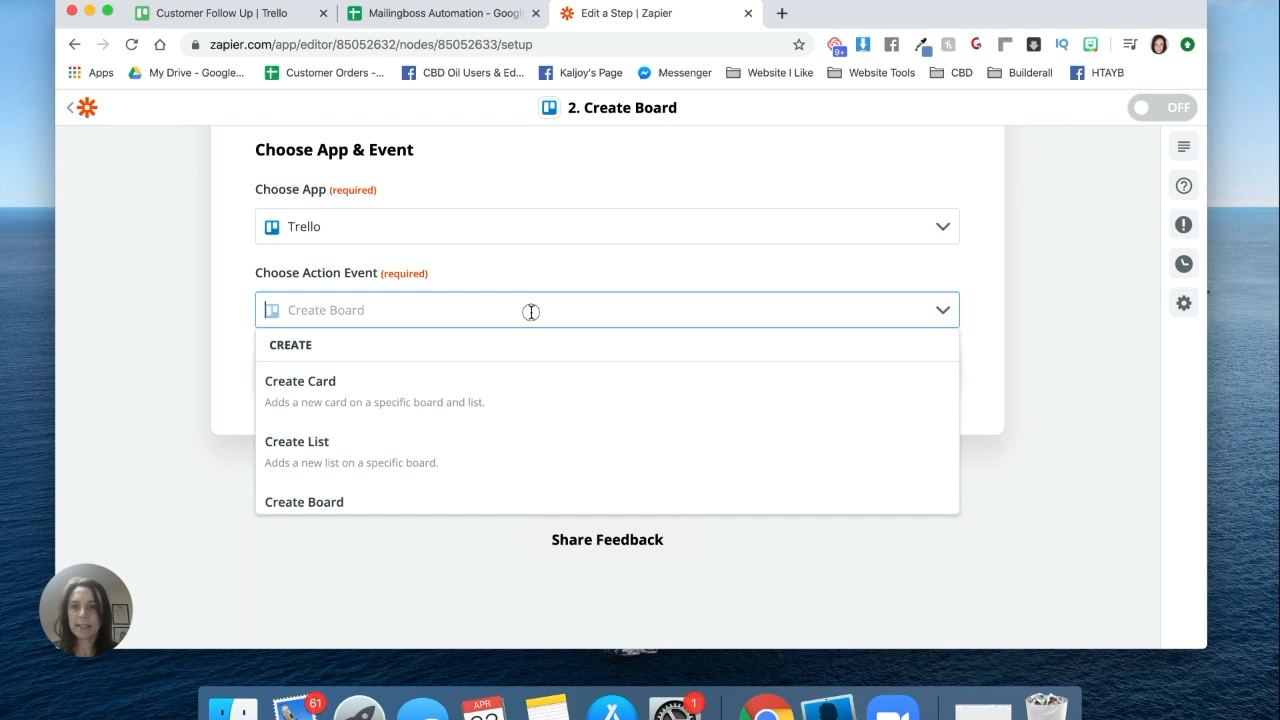 Customer Follow Up | Trello
Mailingboss Automation - Googl
Edit a Step | Zapier
zapier.com/app/editor/85052632/nodes/85052633/setup
9+
IQ
Apps
My Drive - Google...
Customer Orders -...
CBD Oil Users & Ed...
Kaljoy's Page
Messenger
Website I Like
Website Tools
CBD
Builderall
HTAYB
2. Create Board
OFF
Choose App & Event
Choose App (required)
Trello
Choose Action Event (required)
Create Board
CREATE
Create Card
Adds a new card on a specific board and list.
Create List
Adds a new list on a specific board.
Create Board
Share Feedback
61
APR
1